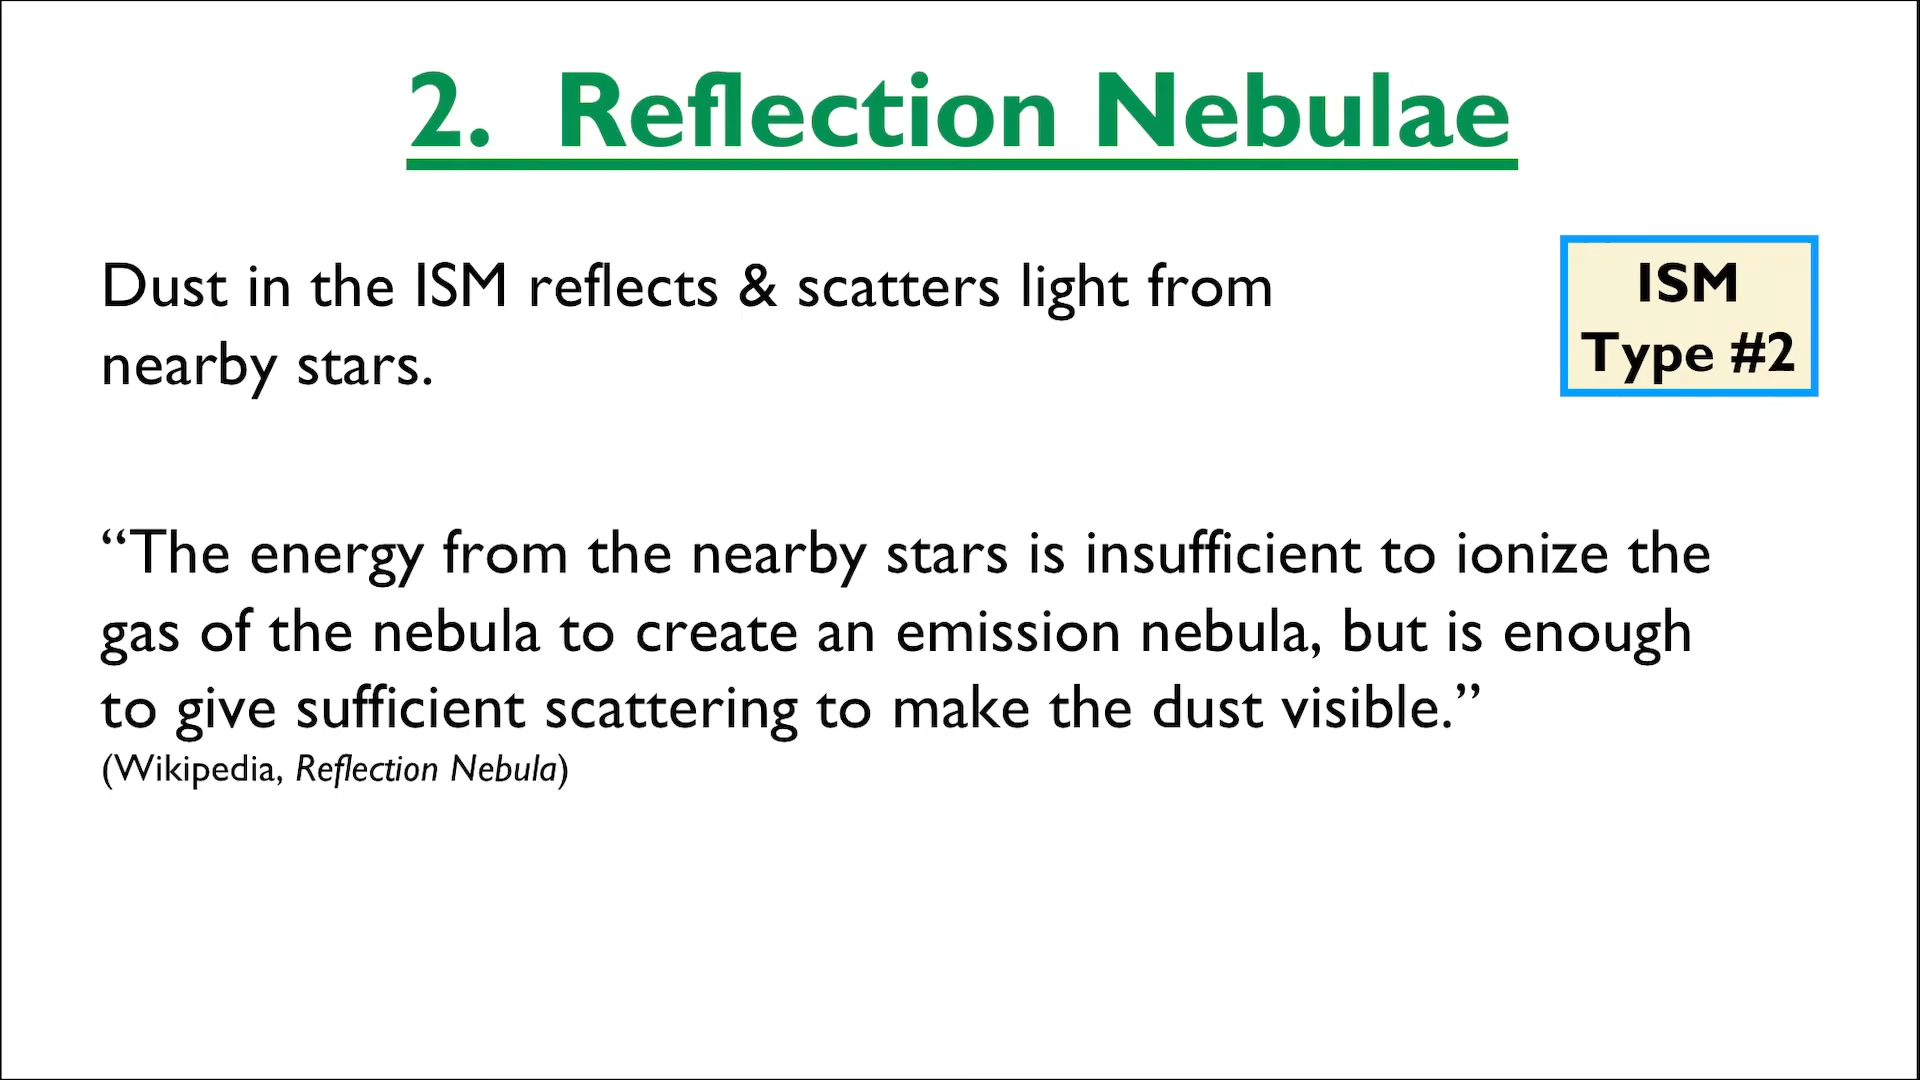 2. Reflection Nebulae
Dust in the ISM reflects & scatters light from
nearby stars.
ISM
Type #2
“The energy from the nearby stars is insufficient to ionize the
gas of the nebula to create an emission nebula, but is enough
to give sufficient scattering to make the dust visible.”
(Wikipedia, Reflection Nebula)